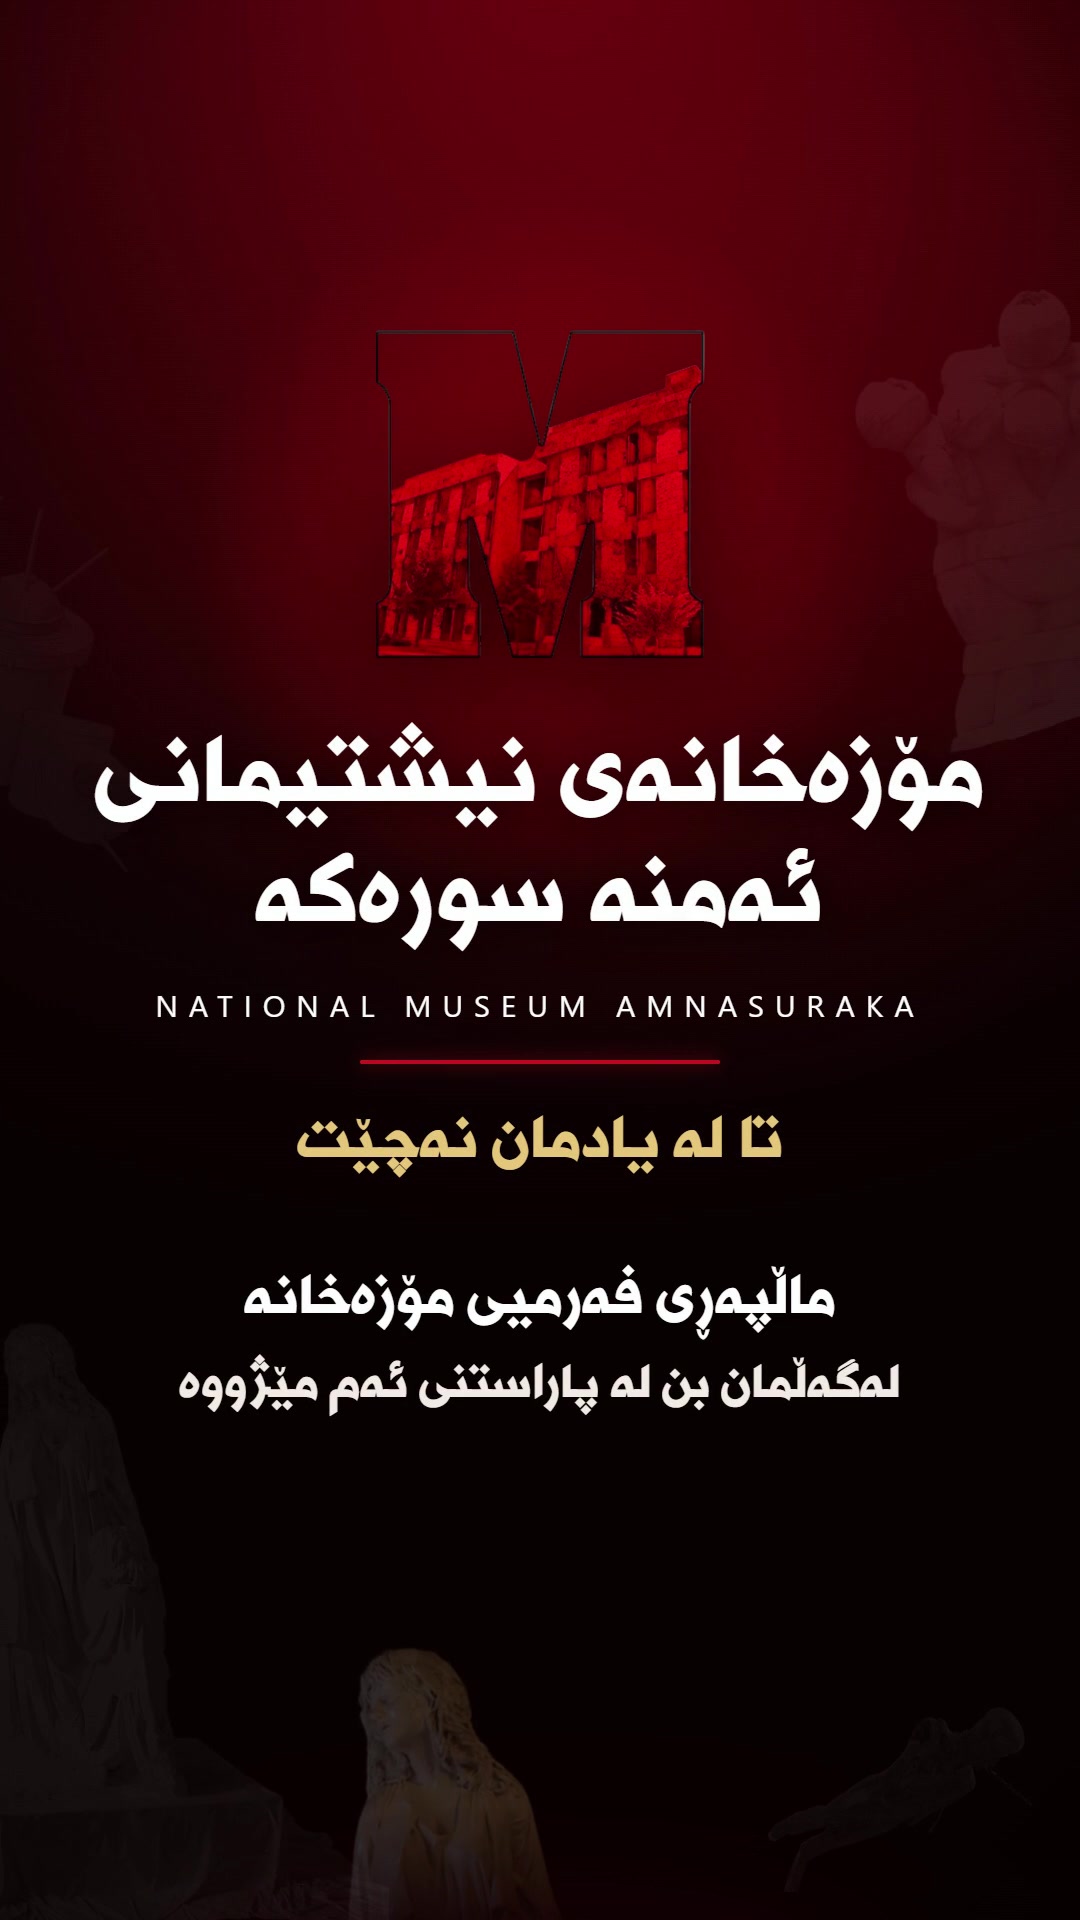 M
مۆزەخانەی نیشتیمانی
ئەمنە سورەکە
NATIONAL MUSEUM AMNASURAKA
تا لە یادمان نەچێت
ماڵپەڕی فەرمیی مۆزەخانە
لەگەڵمان بن لە پاراستنی ئەم مێژووە